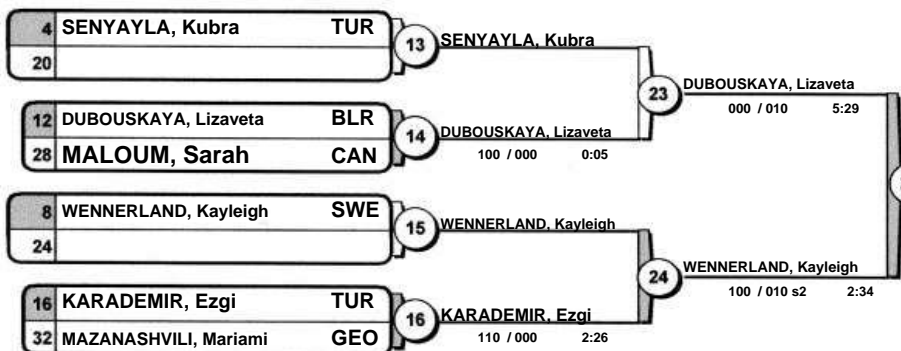 4 SENYAYLA, Kubra TUR
20
13 SENYAYLA, Kubra
12 DUBOUSKAYA, Lizaveta BLR
28 MALOUM, Sarah CAN
14 DUBOUSKAYA, Lizaveta
100 / 000 0:05
23 DUBOUSKAYA, Lizaveta
000 / 010 5:29
8 WENNERLAND, Kayleigh SWE
24
15 WENNERLAND, Kayleigh
16 KARADEMIR, Ezgi TUR
32 MAZANASHVILI, Mariami GEO
16 KARADEMIR, Ezgi
110 / 000 2:26
24 WENNERLAND, Kayleigh
100 / 010 s2 2:34